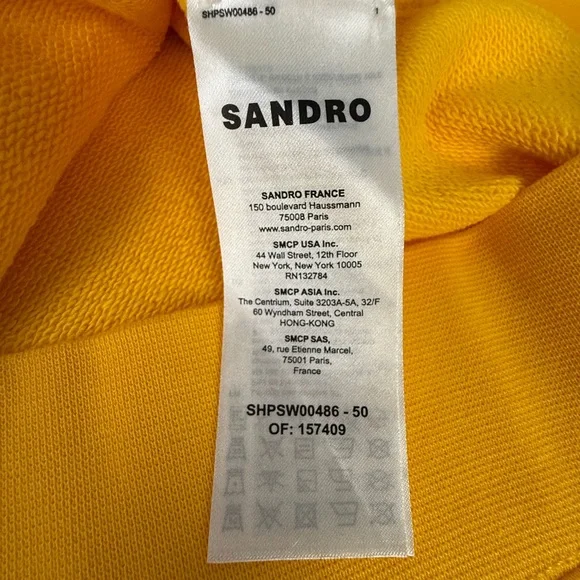 SHPSW00486 - 50 1
SANDRO
SANDRO FRANCE
150 boulevard Haussmann
75008 Paris
www.sandro-paris.com
SMCP USA Inc.
44 Wall Street, 12th Floor
New York, New York 10005
RN132784
SMCP ASIA Inc.
The Centrium, Suite 3203A-5A, 32/F
60 Wyndham Street, Central
HONG-KONG
SMCP SAS,
49, rue Etienne Marcel,
75001 Paris,
France
SHPSW00486 - 50
OF: 157409